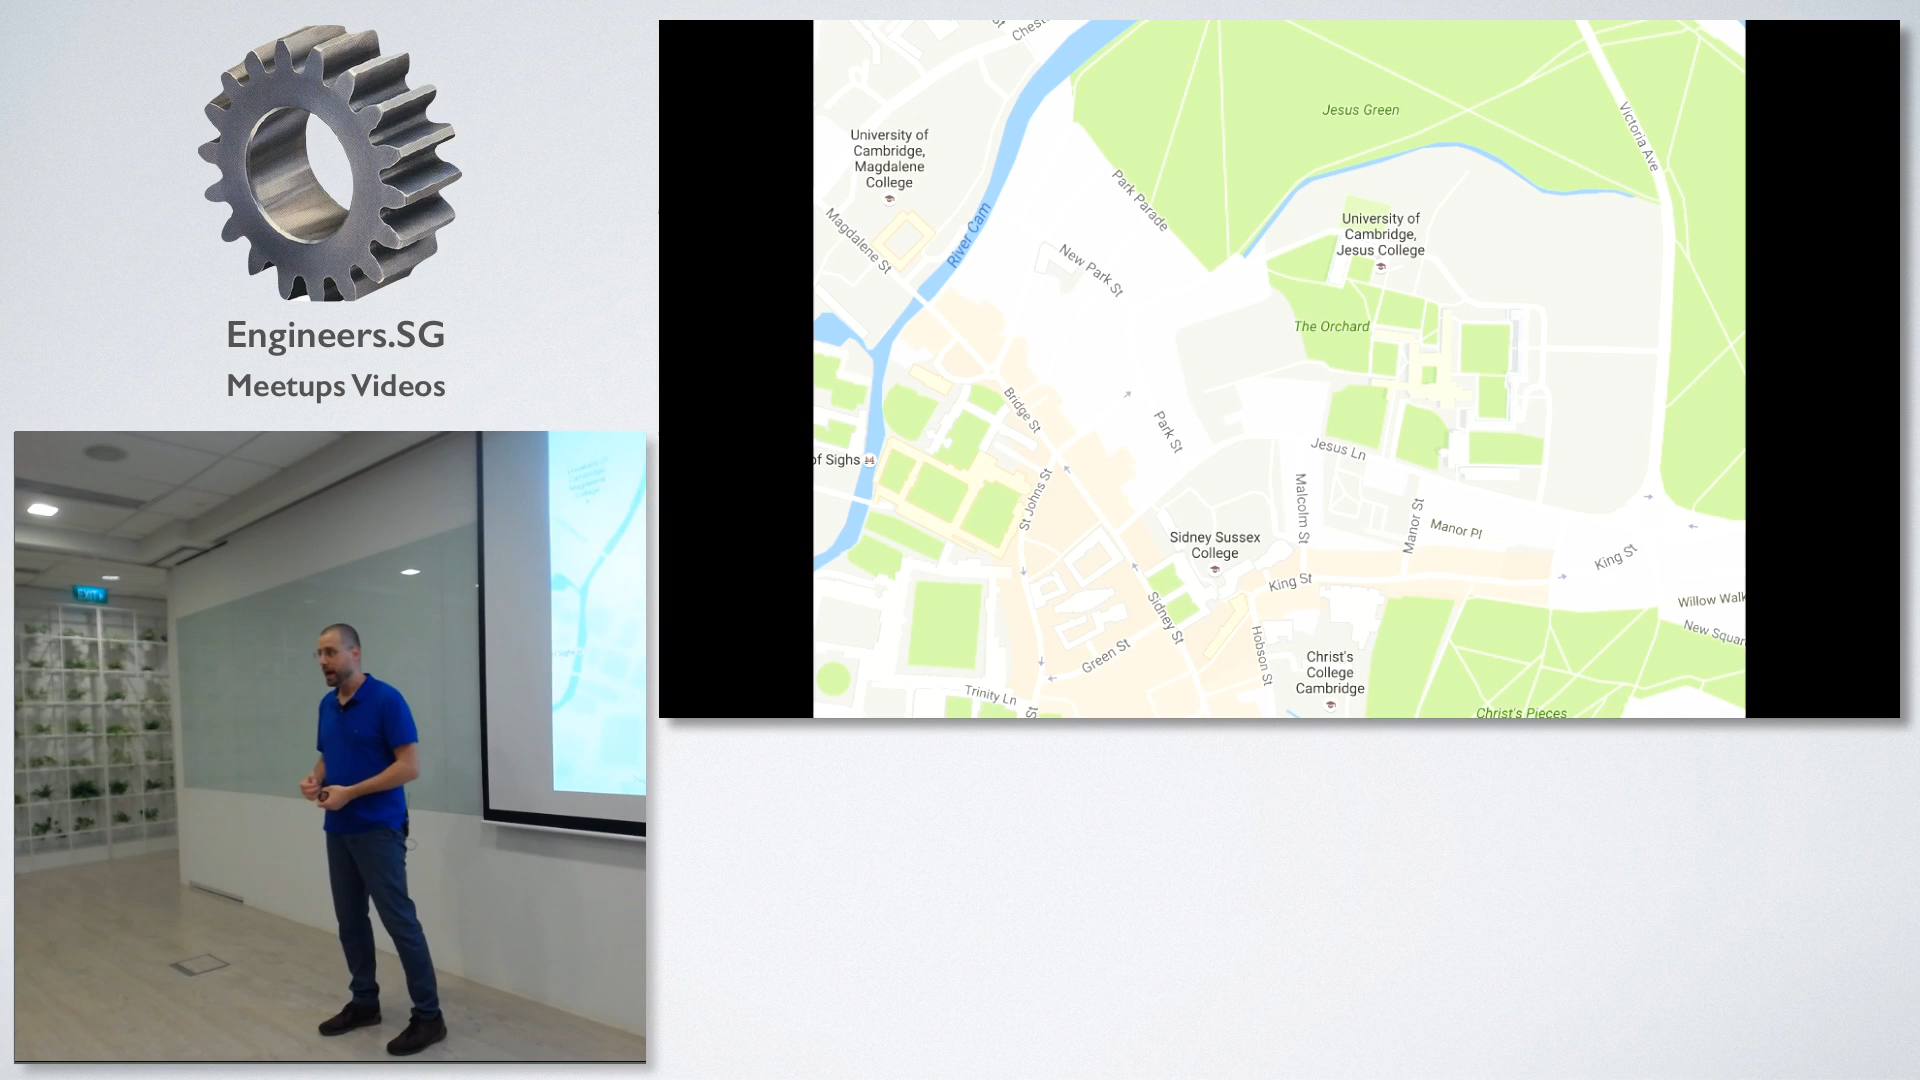 Engineers.SG
Meetups Videos
EXIT
Jesus Green
Victoria Ave
University of
Cambridge,
Magdalene
College
Park Parade
Magdalene St
River Cam
New Park St
University of
Cambridge,
Jesus College
The Orchard
Bridge St
Park St
Jesus Ln
of Sighs
St Johns St
Malcolm St
Manor St
Manor Pl
Sidney Sussex
College
King St
King St
Willow Walk
Sidney St
Green St
Hobson St
New Squar
Christ's
College
Cambridge
Trinity Ln
St
Christ's Pieces